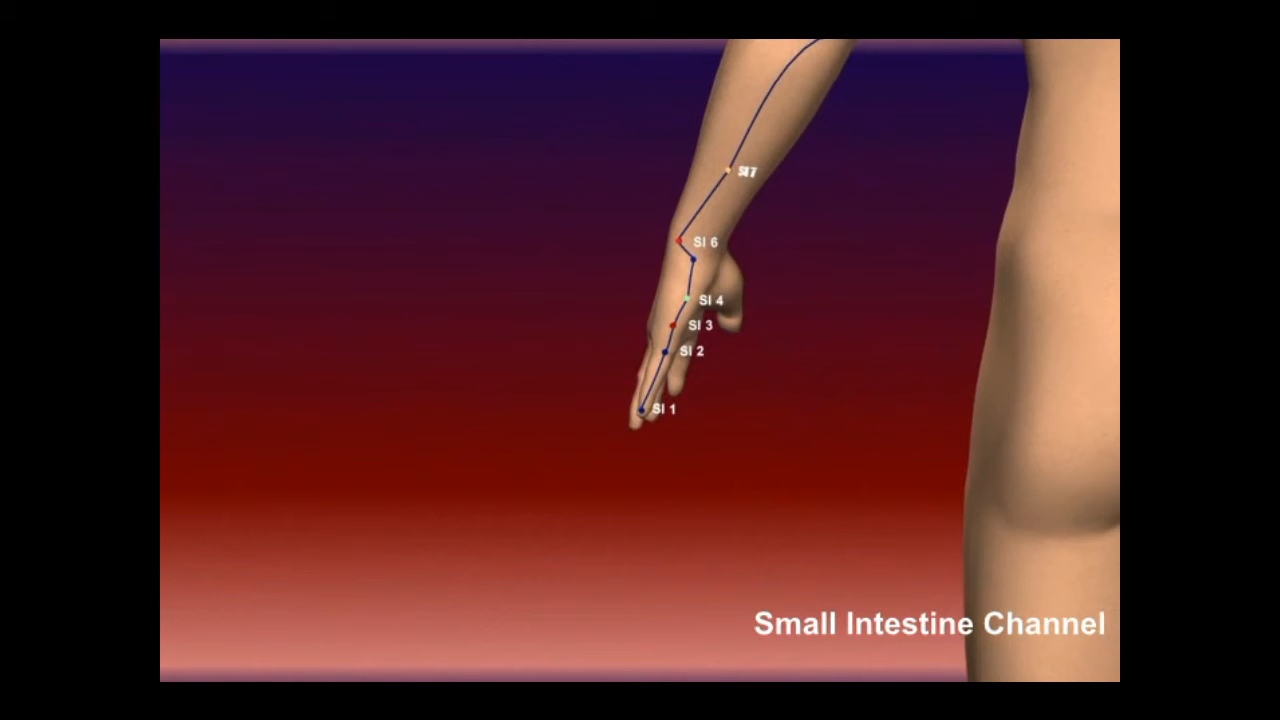 SI 7
SI 6
SI 4
SI 3
SI 2
SI 1
Small Intestine Channel